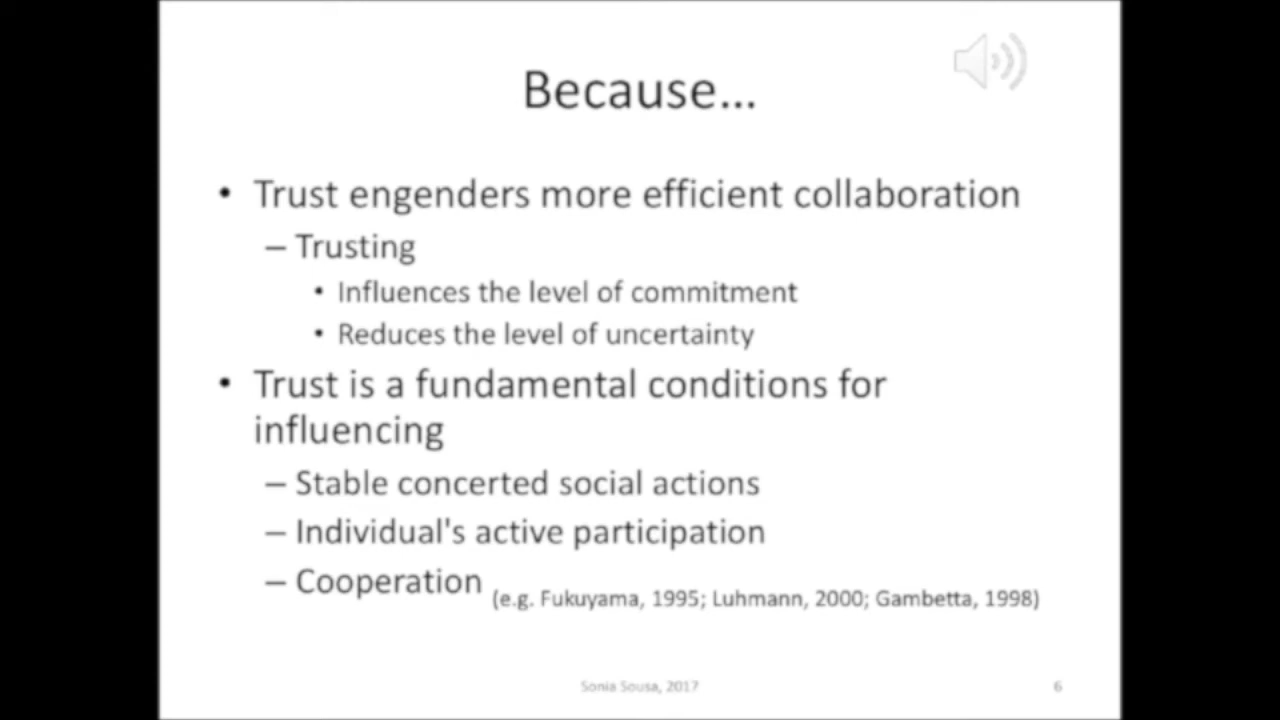 Because...
• Trust engenders more efficient collaboration
– Trusting
• Influences the level of commitment
• Reduces the level of uncertainty
• Trust is a fundamental conditions for
influencing
– Stable concerted social actions
– Individual's active participation
– Cooperation (e.g. Fukuyama, 1995; Luhmann, 2000; Gambetta, 1998)
Sonia Sousa, 2017 6